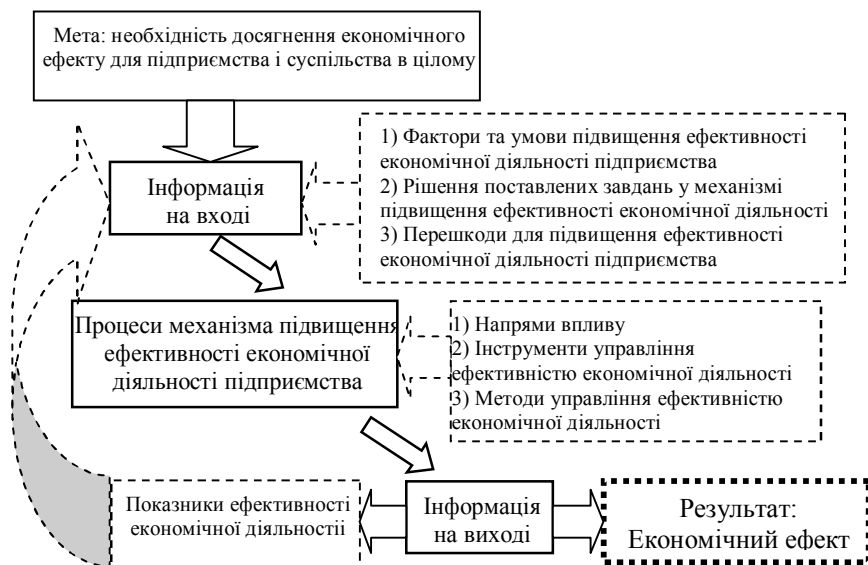 Мета: необхідність досягнення економічного
ефекту для підприємства і суспільства в цілому
1) Фактори та умови підвищення ефективності
економічної діяльності підприємства
2) Рішення поставлених завдань у механізмі
підвищення ефективності економічної діяльності
3) Перешкоди для підвищення ефективності
економічної діяльності підприємства
Інформація
на вході
Процеси механізма підвищення
ефективності економічної
діяльності підприємства
1) Напрями впливу
2) Інструменти управління
ефективністю економічної діяльності
3) Методи управління ефективністю
економічної діяльності
Показники ефективності
економічної діяльностіі
Інформація
на виході
Результат:
Економічний ефект